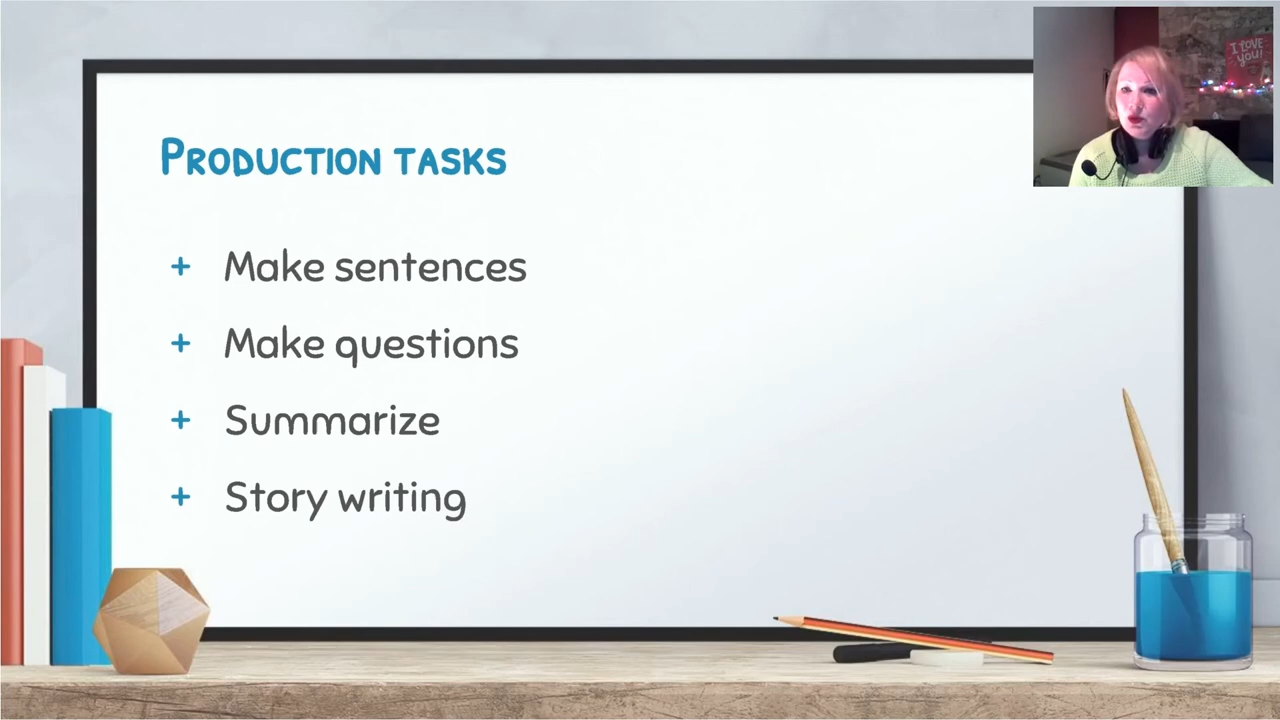 PRODUCTION TASKS
+ Make sentences
+ Make questions
+ Summarize
+ Story writing
I LOVE
you!